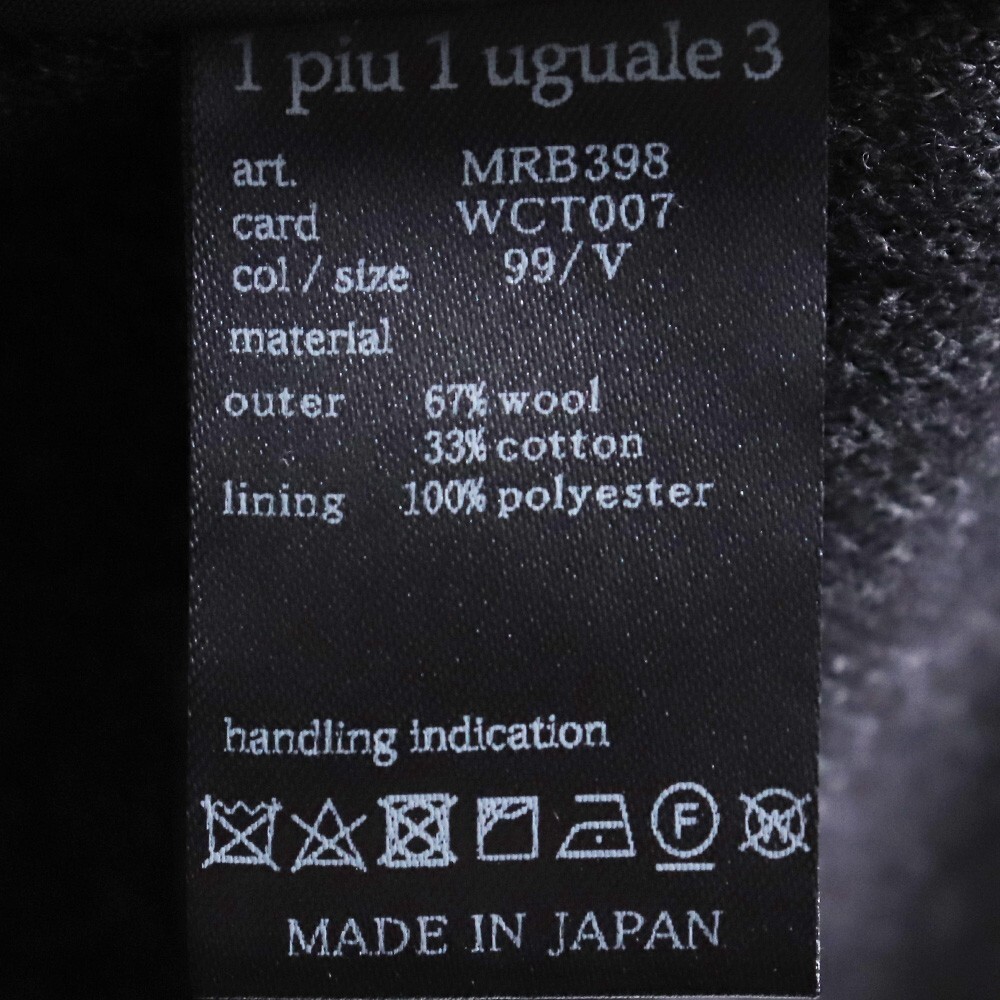 1 piu 1 uguale 3
art. MRB398
card WCT007
col / size 99/V
material
outer 67% wool
33% cotton
lining 100% polyester
handling indication
F W
MADE IN JAPAN